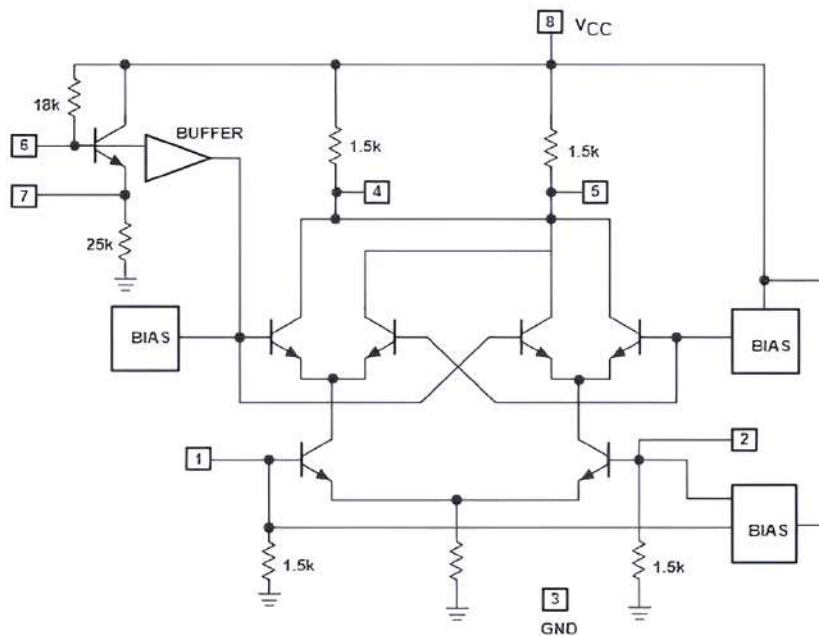 8 VCC
18k
BUFFER
6
1.5k
1.5k
7
4
5
25k
BIAS
BIAS
1
2
BIAS
1.5k
1.5k
3
GND